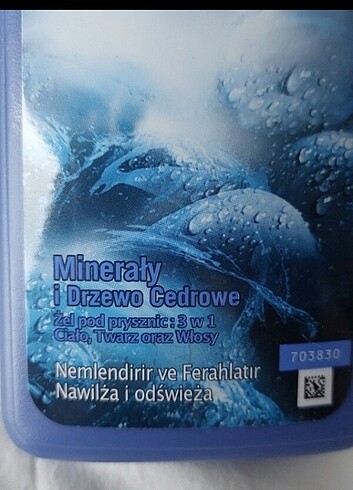 Minerały
i Drzewo Cedrowe
Żel pod prysznic : 3 w 1
Ciało, Twarz oraz Włosy
703830
Nemlendirir ve Ferahlatır
Nawilża i odświeża